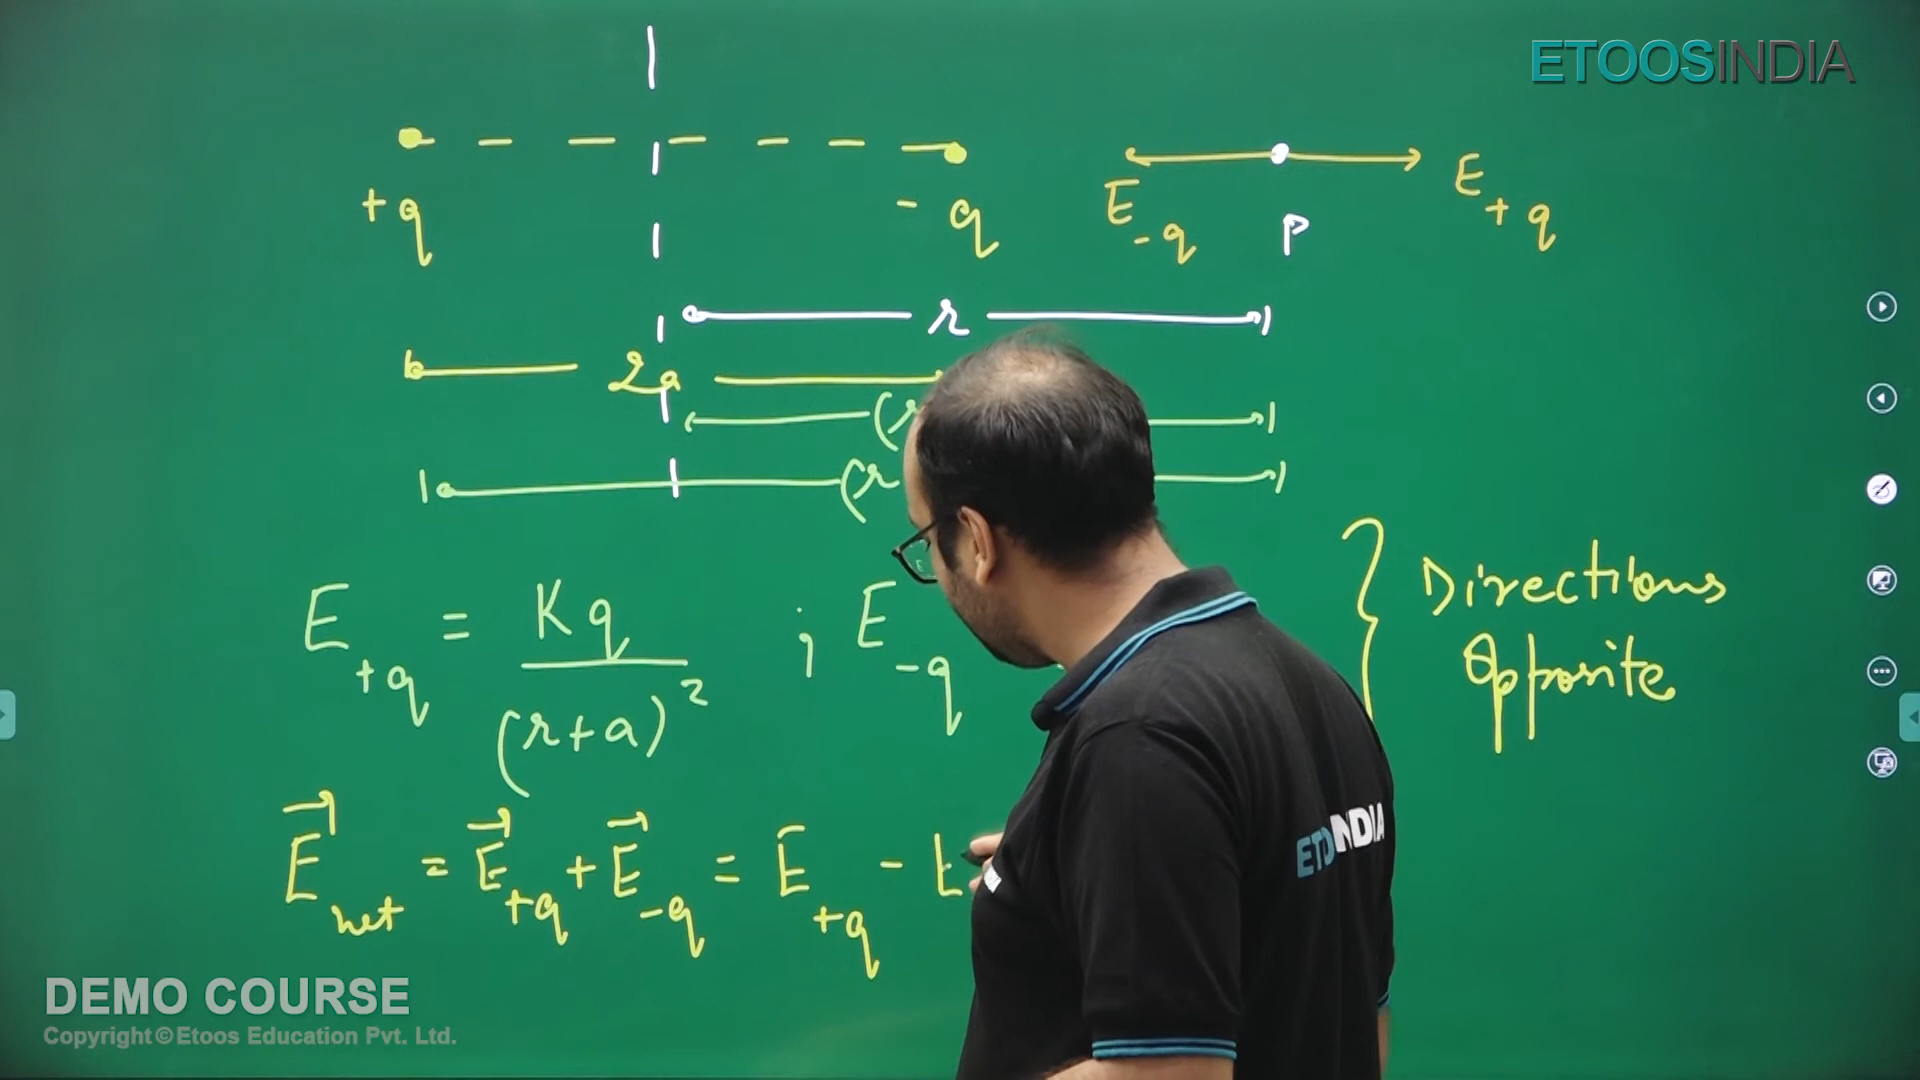 ETOOSINDIA
+q - q E-q P E+q
r
2a
(r
(r
E+q = Kq / (r+a)² ; E-q
Directions
Opposite
E⃗net = E⃗+q + E⃗-q = E+q - E
ETOOSINDIA
DEMO COURSE
Copyright © Etoos Education Pvt. Ltd.